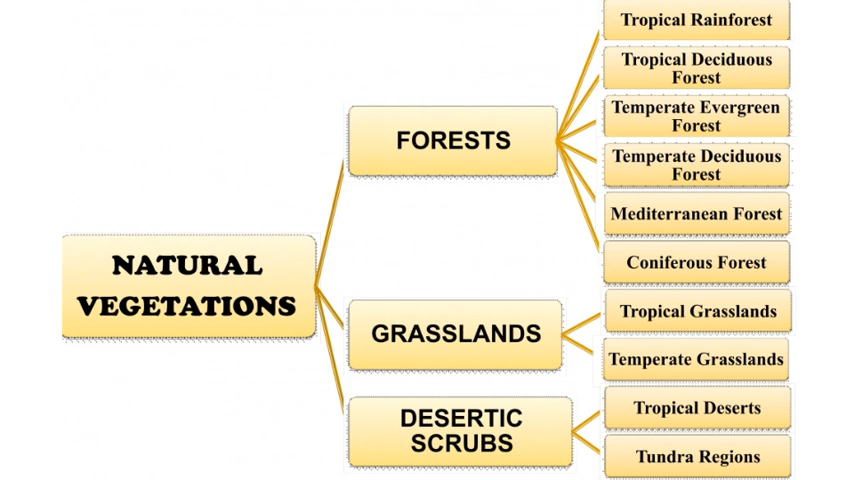 Tropical Rainforest
Tropical Deciduous
Forest
Temperate Evergreen
Forest
FORESTS
Temperate Deciduous
Forest
Mediterranean Forest
Coniferous Forest
NATURAL
VEGETATIONS
GRASSLANDS
Tropical Grasslands
Temperate Grasslands
DESERTIC
SCRUBS
Tropical Deserts
Tundra Regions